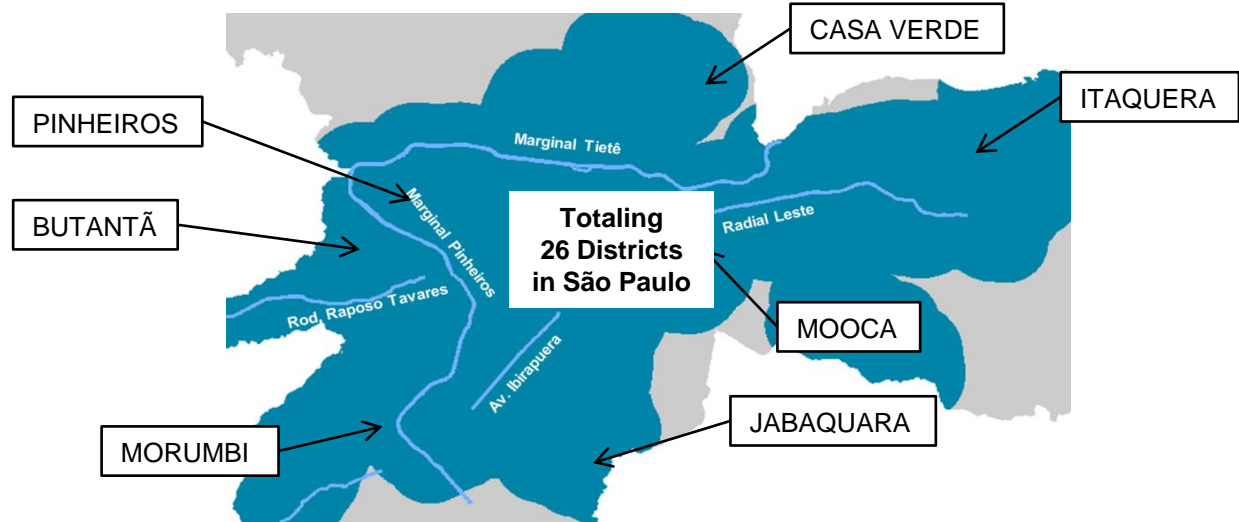 CASA VERDE
ITAQUERA
PINHEIROS
Marginal Tietê
Marginal Pinheiros
BUTANTÃ
Totaling
26 Districts
in São Paulo
Radial Leste
Rod. Raposo Tavares
MOOCA
Av. Ibirapuera
JABAQUARA
MORUMBI